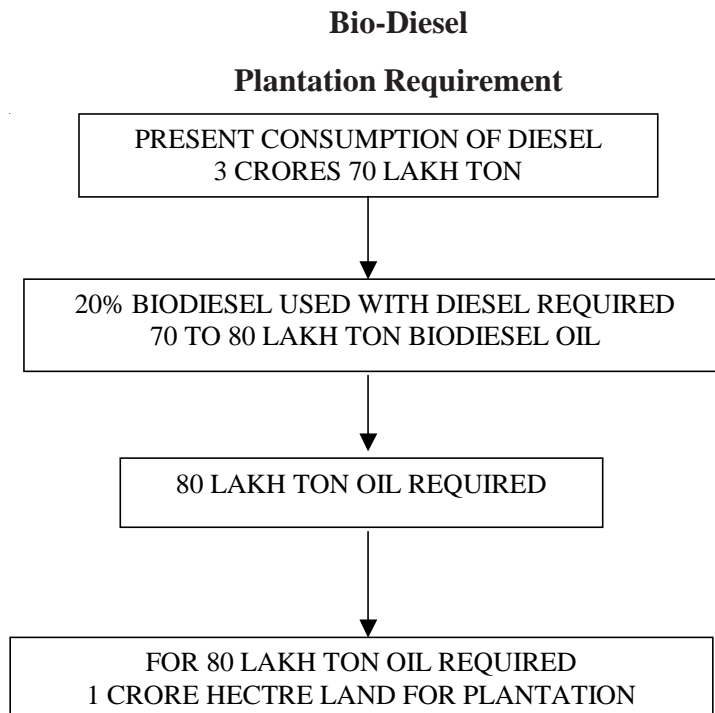 Bio-Diesel
Plantation Requirement
PRESENT CONSUMPTION OF DIESEL
3 CRORES 70 LAKH TON
20% BIODIESEL USED WITH DIESEL REQUIRED
70 TO 80 LAKH TON BIODIESEL OIL
80 LAKH TON OIL REQUIRED
FOR 80 LAKH TON OIL REQUIRED
1 CRORE HECTRE LAND FOR PLANTATION